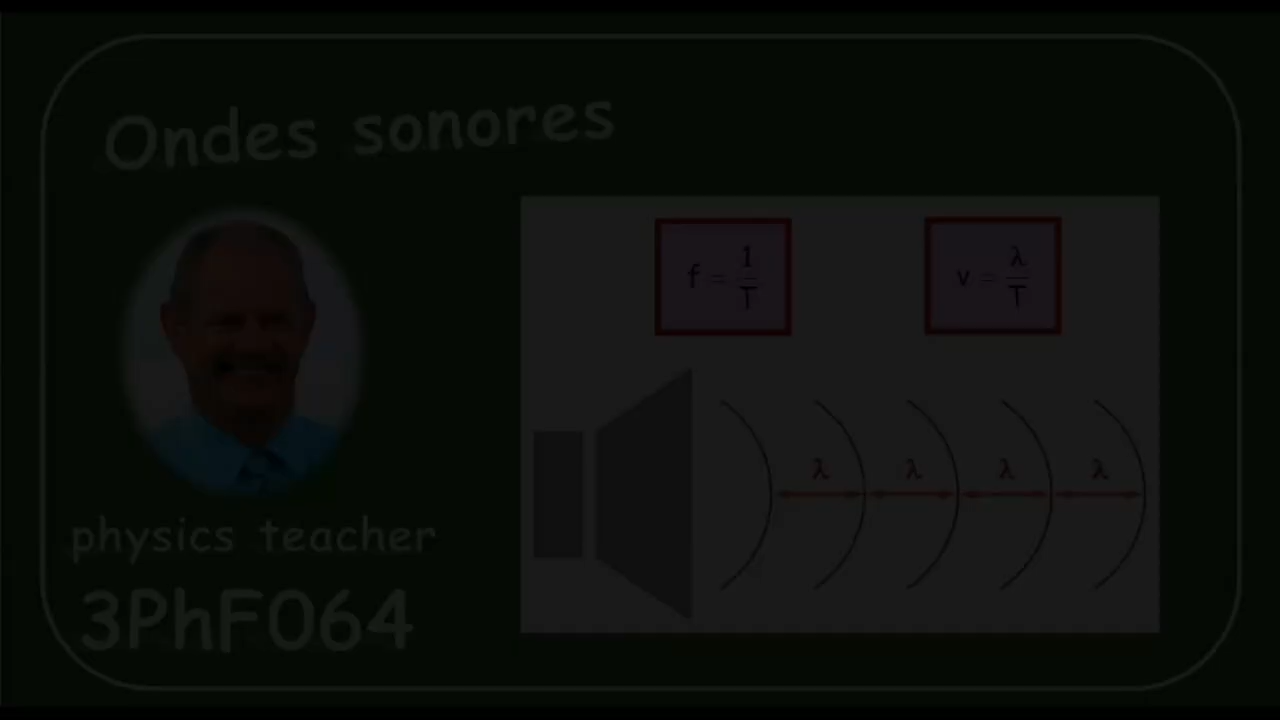 Ondes sonores
f = 1/T
v = λ/T
λ λ λ λ
physics teacher
3PhF064